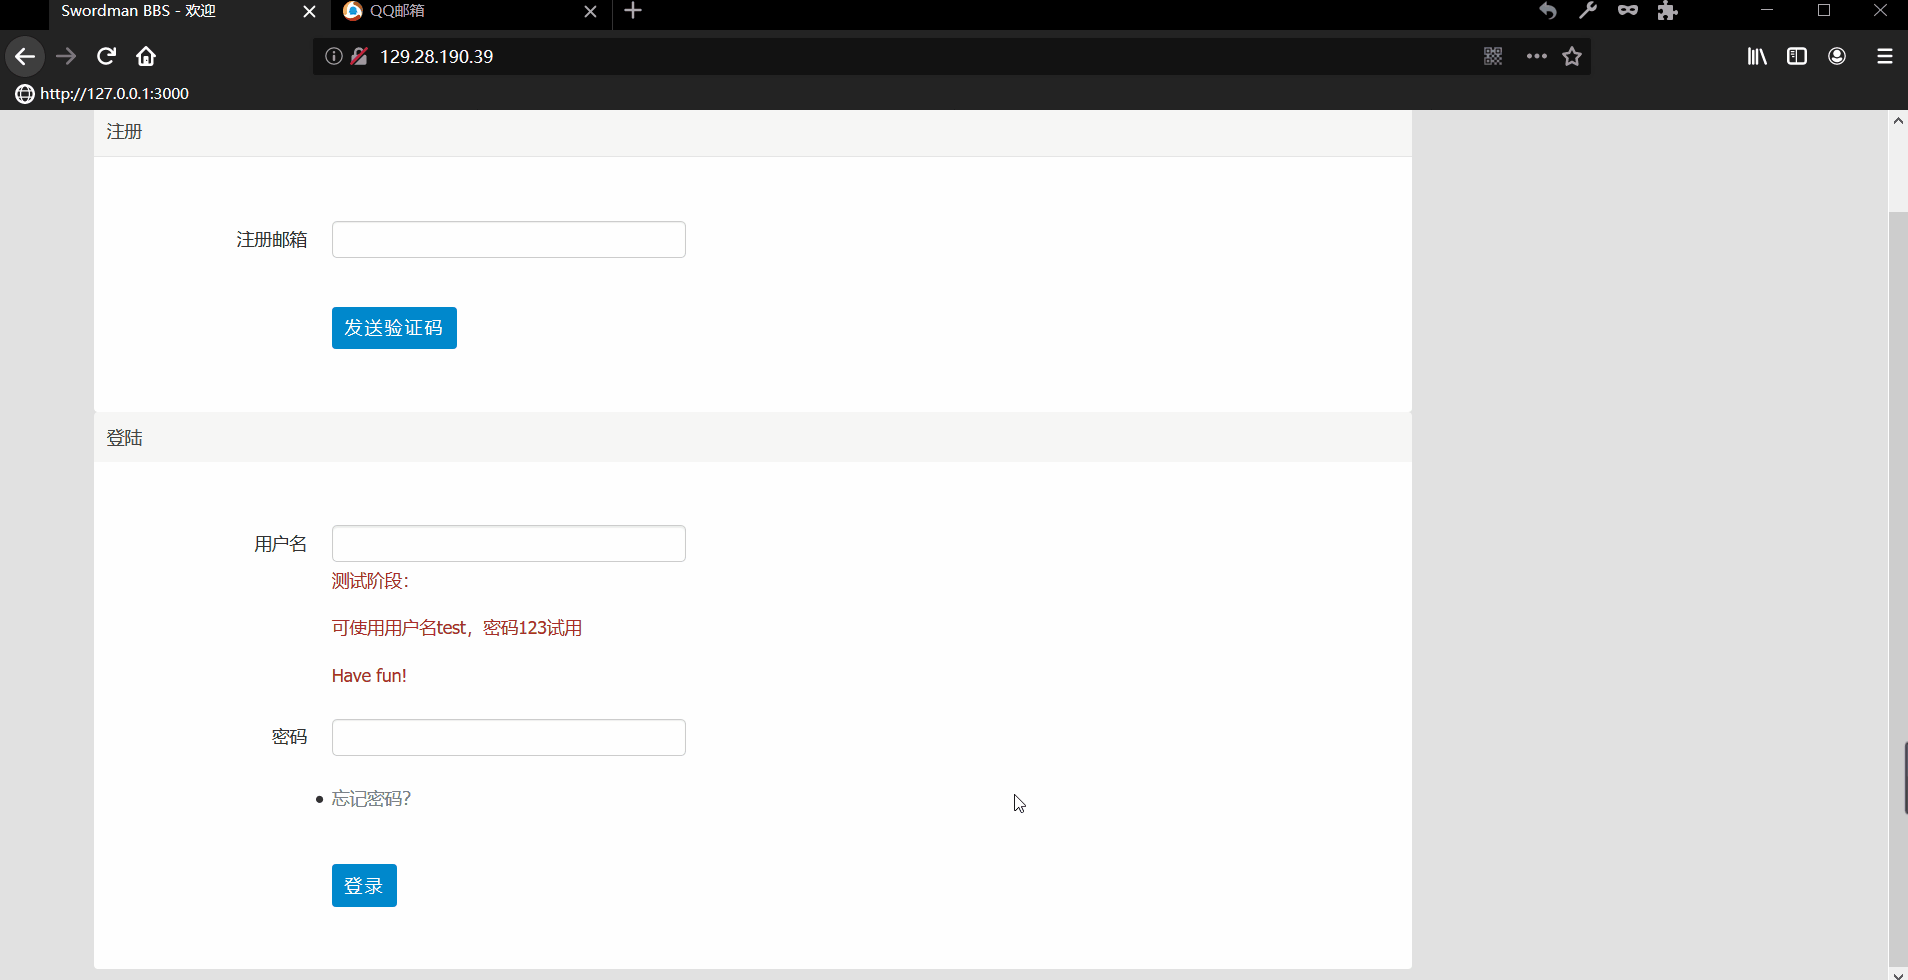 Swordman BBS - 欢迎
QQ邮箱
129.28.190.39
http://127.0.0.1:3000
注册
注册邮箱
发送验证码
登陆
用户名
测试阶段：
可使用用户名test，密码123试用
Have fun!
密码
忘记密码？
登录